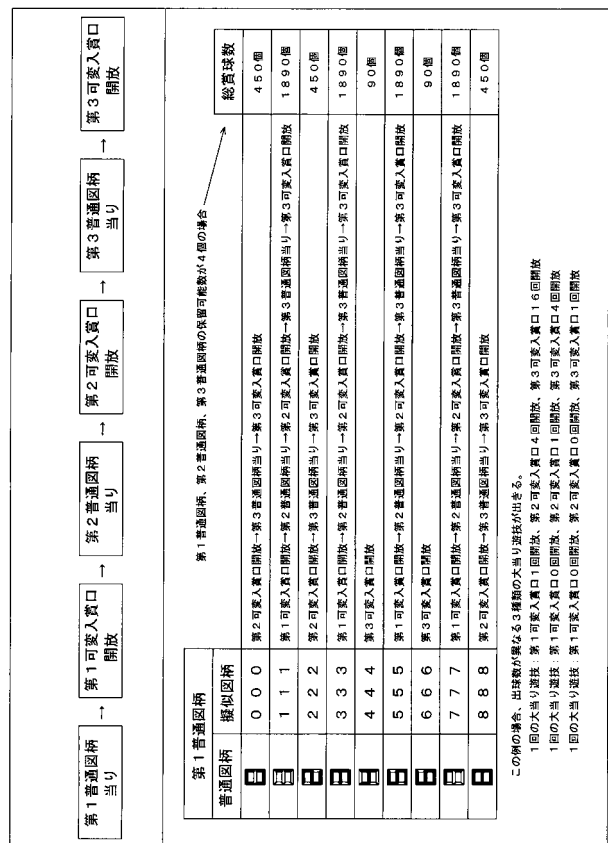 第1普通図柄当り → 第1可変入賞口開放 → 第2普通図柄当り → 第2可変入賞口開放 → 第3普通図柄当り → 第3可変入賞口開放
第1普通図柄、第2普通図柄、第3普通図柄の保留可能数が4個の場合
第1普通図柄
普通図柄 擬似図柄 総賞球数
000 第2可変入賞口開放→第3普通図柄当り→第3可変入賞口開放 450個
111 第1可変入賞口開放→第2普通図柄当り→第2可変入賞口開放→第3普通図柄当り→第3可変入賞口開放 1890個
222 第2可変入賞口開放→第3普通図柄当り→第3可変入賞口開放 450個
333 第1可変入賞口開放→第2普通図柄当り→第2可変入賞口開放→第3普通図柄当り→第3可変入賞口開放 1890個
444 第3可変入賞口開放 90個
555 第1可変入賞口開放→第2普通図柄当り→第2可変入賞口開放→第3普通図柄当り→第3可変入賞口開放 1890個
666 第3可変入賞口開放 90個
777 第1可変入賞口開放→第2普通図柄当り→第2可変入賞口開放→第3普通図柄当り→第3可変入賞口開放 1890個
888 第2可変入賞口開放→第3普通図柄当り→第3可変入賞口開放 450個
この例の場合、出球数が異なる3種類の大当り遊技が出きる。
1回の大当り遊技:第1可変入賞口1回開放、第2可変入賞口4回開放、第3可変入賞口16回開放
1回の大当り遊技:第1可変入賞口0回開放、第2可変入賞口1回開放、第3可変入賞口4回開放
1回の大当り遊技:第1可変入賞口0回開放、第2可変入賞口0回開放、第3可変入賞口1回開放